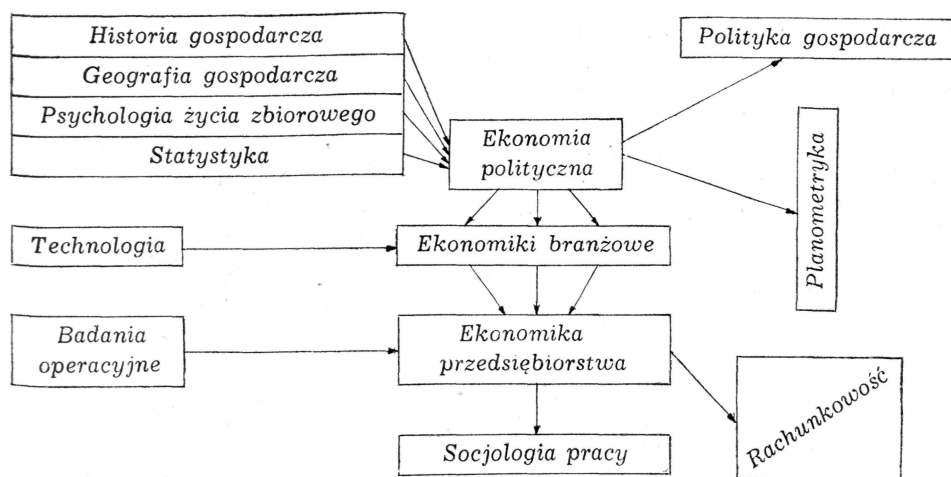 Historia gospodarcza
Geografia gospodarcza
Psychologia życia zbiorowego
Statystyka
Polityka gospodarcza
Ekonomia
polityczna
Planometryka
Technologia
Ekonomiki branżowe
Badania
operacyjne
Ekonomika
przedsiębiorstwa
Rachunkowość
Socjologia pracy